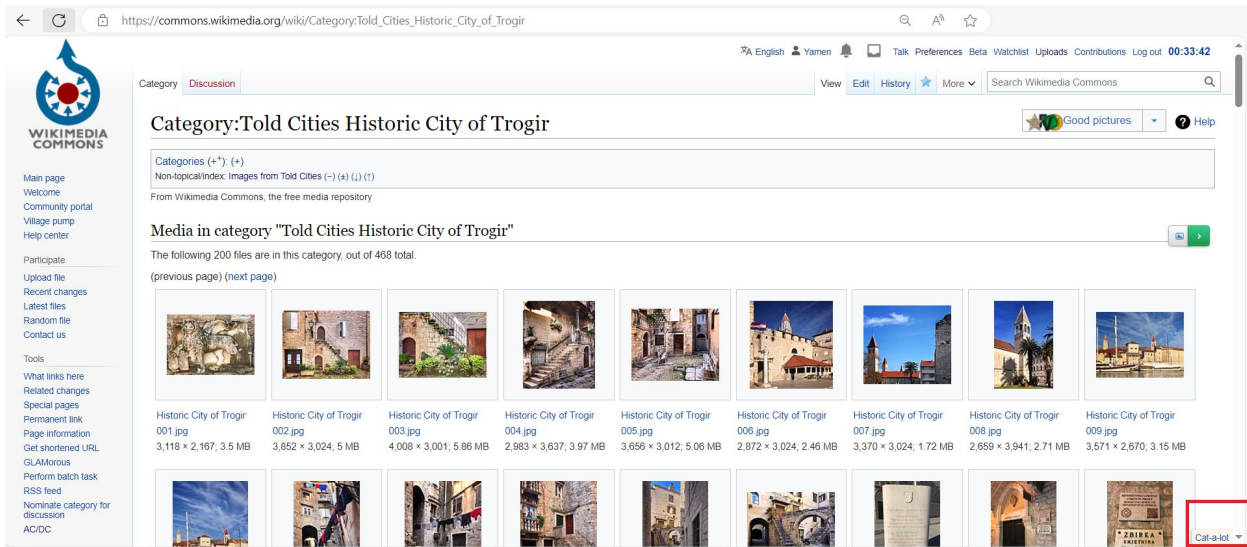 https://commons.wikimedia.org/wiki/Category:Told_Cities_Historic_City_of_Trogir
English Yamen Talk Preferences Beta Watchlist Uploads Contributions Log out 00:33:42
Category Discussion View Edit History More Search Wikimedia Commons
WIKIMEDIA
COMMONS
Category:Told Cities Historic City of Trogir
Good pictures Help
Categories (+⁺): (+)
Non-topical/index: Images from Told Cities (−) (±) (↓) (↑)
From Wikimedia Commons, the free media repository
Main page
Welcome
Community portal
Village pump
Help center
Participate
Upload file
Recent changes
Latest files
Random file
Contact us
Tools
What links here
Related changes
Special pages
Permanent link
Page information
Get shortened URL
GLAMorous
Perform batch task
RSS feed
Nominate category for
discussion
AC/DC
Media in category "Told Cities Historic City of Trogir"
The following 200 files are in this category, out of 468 total.
(previous page) (next page)
Historic City of Trogir
001.jpg
3,118 × 2,167; 3.5 MB
Historic City of Trogir
002.jpg
3,852 × 3,024; 5 MB
Historic City of Trogir
003.jpg
4,008 × 3,001; 5.86 MB
Historic City of Trogir
004.jpg
2,983 × 3,637; 3.97 MB
Historic City of Trogir
005.jpg
3,656 × 3,012; 5.06 MB
Historic City of Trogir
006.jpg
2,872 × 3,024; 2.46 MB
Historic City of Trogir
007.jpg
3,370 × 3,024; 1.72 MB
Historic City of Trogir
008.jpg
2,659 × 3,941; 2.71 MB
Historic City of Trogir
009.jpg
3,571 × 2,670; 3.15 MB
ZBIRKA
UMJETNINA
Cat-a-lot